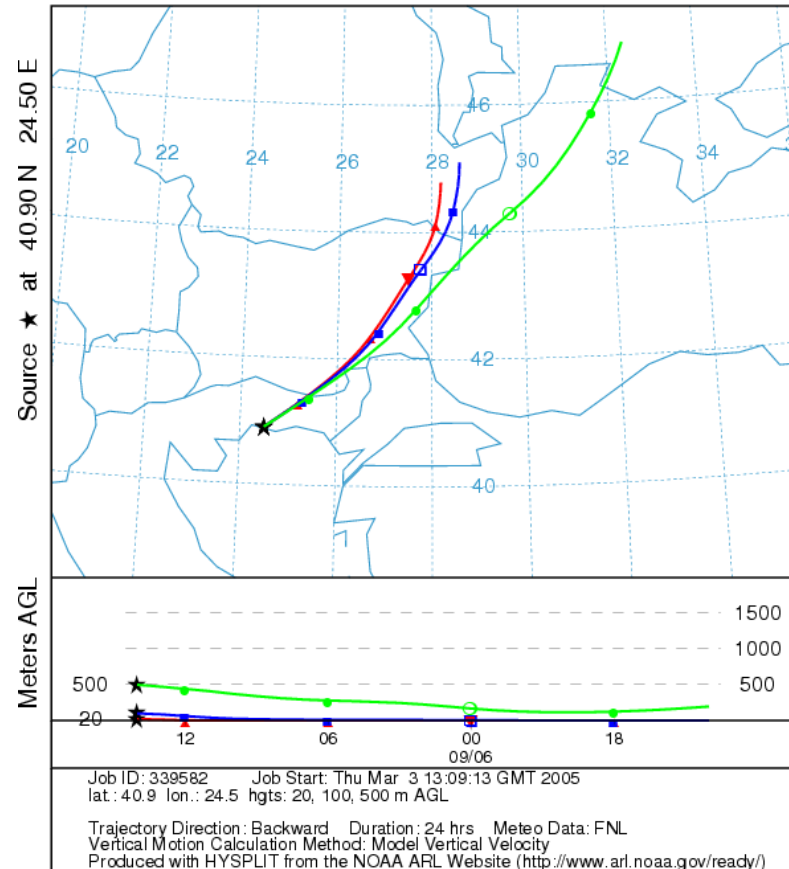 Source ★ at 40.90 N 24.50 E
46
20 22 24 26 28 30 32 34
44
42
40
Meters AGL
1500
1000
500 500
20
12 06 00 18
09/06
Job ID: 339582 Job Start: Thu Mar 3 13:09:13 GMT 2005
lat.: 40.9 lon.: 24.5 hgts: 20, 100, 500 m AGL
Trajectory Direction: Backward Duration: 24 hrs Meteo Data: FNL
Vertical Motion Calculation Method: Model Vertical Velocity
Produced with HYSPLIT from the NOAA ARL Website (http://www.arl.noaa.gov/ready/)